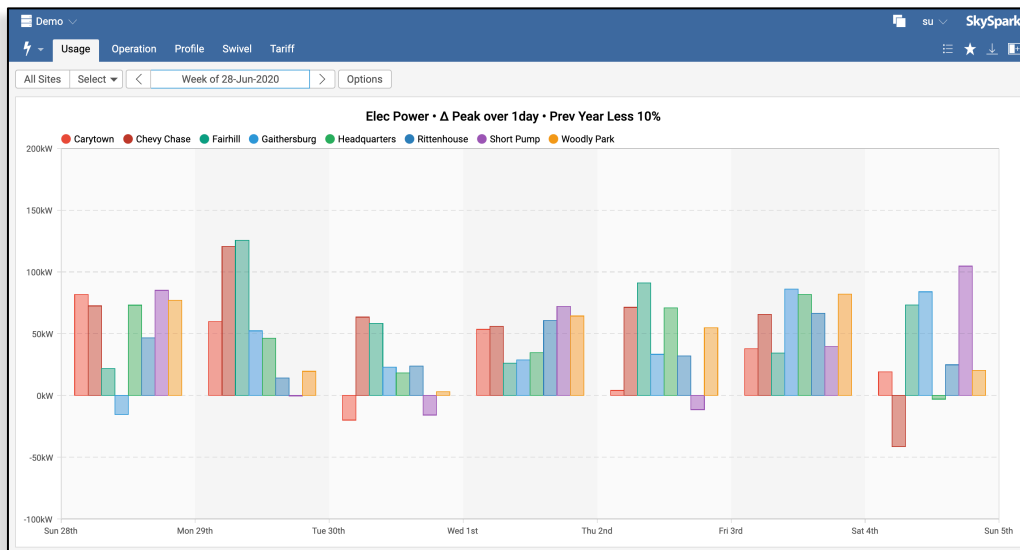 Demo su SkySpark
Usage Operation Profile Swivel Tariff
All Sites Select Week of 28-Jun-2020 Options
Elec Power • Δ Peak over 1day • Prev Year Less 10%
Carytown Chevy Chase Fairhill Gaithersburg Headquarters Rittenhouse Short Pump Woodly Park
200kW
150kW
100kW
50kW
0kW
-50kW
-100kW
Sun 28th Mon 29th Tue 30th Wed 1st Thu 2nd Fri 3rd Sat 4th Sun 5th